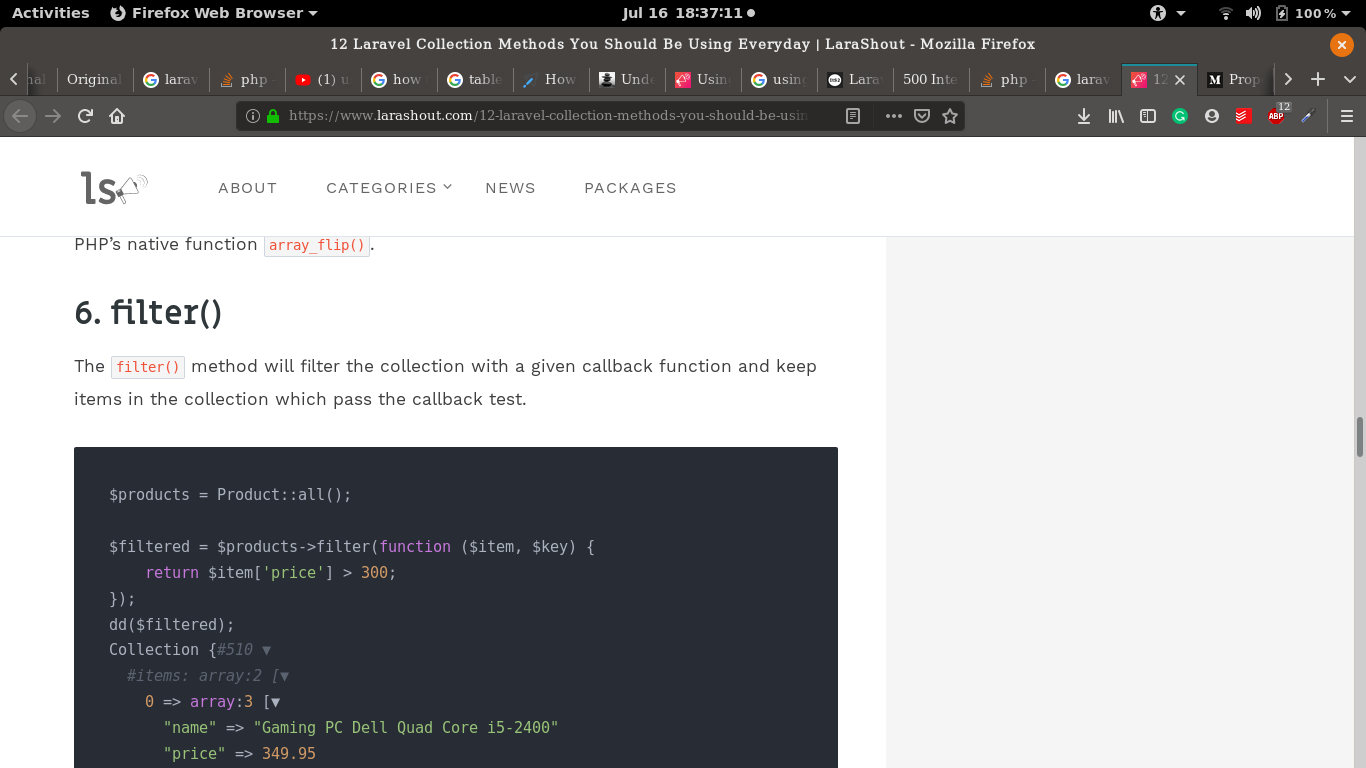 Activities Firefox Web Browser Jul 16 18:37:11 100 %
12 Laravel Collection Methods You Should Be Using Everyday | LaraShout - Mozilla Firefox
Original larav php - (1) u how table How Unde Using using Larav 500 Inte php - larav 12 Prop
https://www.larashout.com/12-laravel-collection-methods-you-should-be-usin 12 ABP
ls ABOUT CATEGORIES NEWS PACKAGES
PHP’s native function array_flip().
6. filter()
The filter() method will filter the collection with a given callback function and keep
items in the collection which pass the callback test.
$products = Product::all();
$filtered = $products->filter(function ($item, $key) {
return $item['price'] > 300;
});
dd($filtered);
Collection {#510 ▼
#items: array:2 [▼
0 => array:3 [▼
"name" => "Gaming PC Dell Quad Core i5-2400"
"price" => 349.95